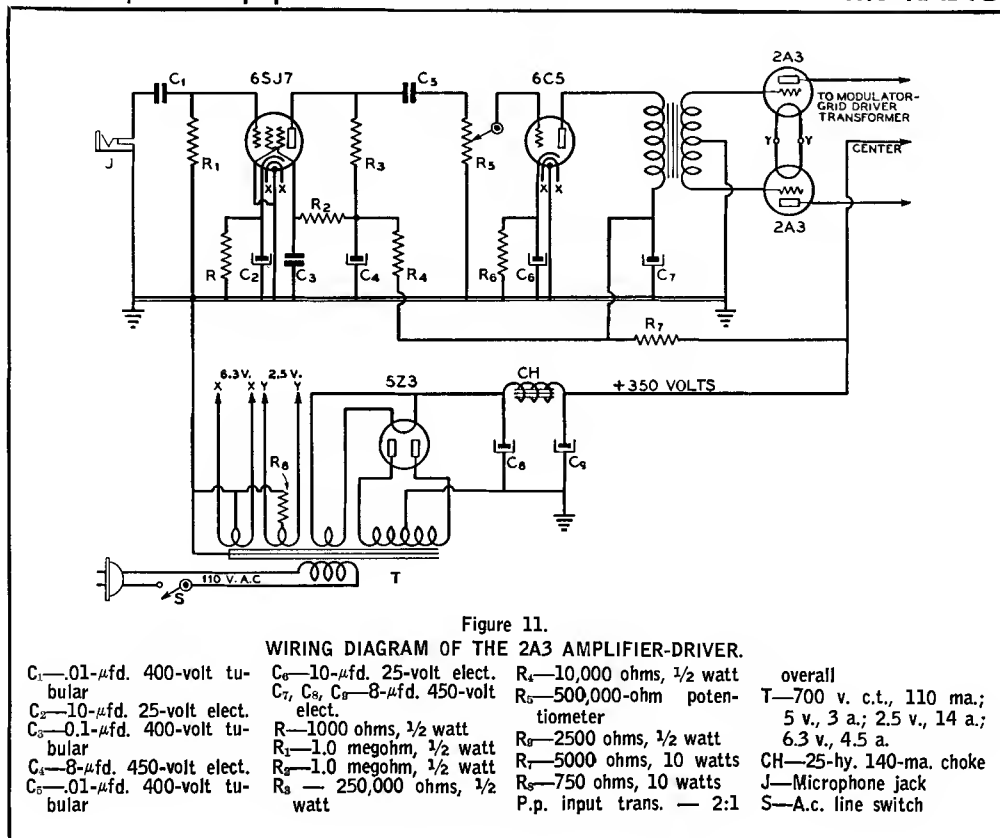 C₁
6SJ7
C₅
6C5
2A3
TO MODULATOR-
GRID DRIVER
TRANSFORMER
J
R₁
R₃
R₅
Y
Y
CENTER
X
X
X
X
R₂
2A3
R
C₂
C₃
C₄
R₄
R₆
C₆
C₇
R₇
6.3 V.
2.5 V.
X
X
Y
Y
5Z3
CH
+350 VOLTS
R₈
C₈
C₉
110 V. A.C
S
T
Figure 11.
WIRING DIAGRAM OF THE 2A3 AMPLIFIER-DRIVER.
C₁—.01-μfd. 400-volt tu-
bular
C₂—10-μfd. 25-volt elect.
C₃—0.1-μfd. 400-volt tu-
bular
C₄—8-μfd. 450-volt elect.
C₅—.01-μfd. 400-volt tu-
bular
C₆—10-μfd. 25-volt elect.
C₇, C₈, C₉—8-μfd. 450-volt
elect.
R—1000 ohms, ½ watt
R₁—1.0 megohm, ½ watt
R₂—1.0 megohm, ½ watt
R₃ — 250,000 ohms, ½
watt
R₄—10,000 ohms, ½ watt
R₅—500,000-ohm poten-
tiometer
R₆—2500 ohms, ½ watt
R₇—5000 ohms, 10 watts
R₈—750 ohms, 10 watts
P.p. input trans. — 2:1
overall
T—700 v. c.t., 110 ma.;
5 v., 3 a.; 2.5 v., 14 a.;
6.3 v., 4.5 a.
CH—25-hy. 140-ma. choke
J—Microphone jack
S—A.c. line switch